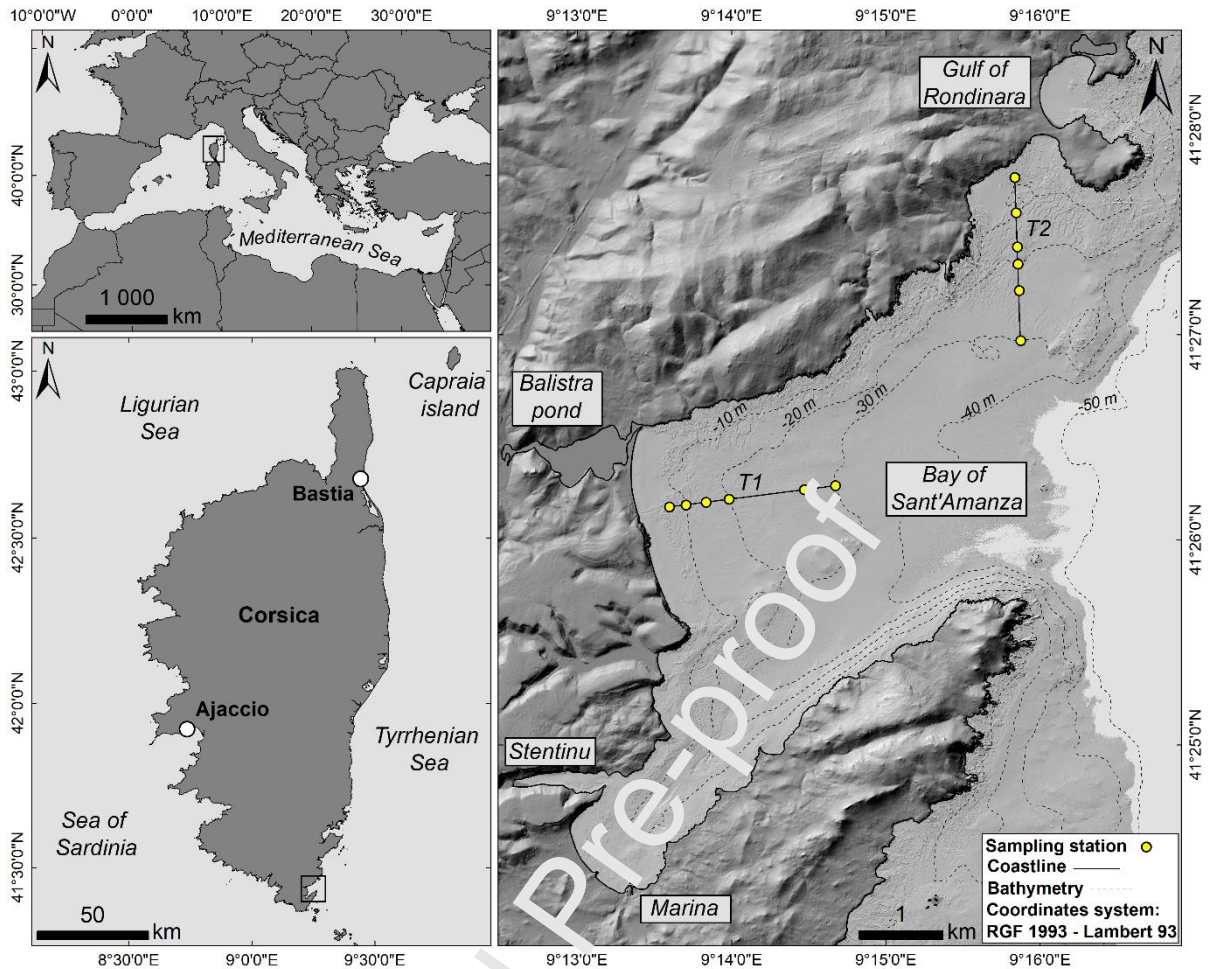 10°0'0"W 0°0'0" 10°0'0"E 20°0'0"E 30°0'0"E
N
40°0'0"N
30°0'0"N
Mediterranean Sea
1 000
km
N
43°0'0"N
42°30'0"N
42°0'0"N
41°30'0"N
Ligurian
Sea
Capraia
island
Bastia
Corsica
Ajaccio
Tyrrhenian
Sea
Sea of
Sardinia
50
km
8°30'0"E 9°0'0"E 9°30'0"E
9°13'0"E 9°14'0"E 9°15'0"E 9°16'0"E
N
Gulf of
Rondinara
41°28'0"N
T2
41°27'0"N
Balistra
pond
-10 m
-20 m
-30 m
-40 m
-50 m
T1
Bay of
Sant'Amanza
41°26'0"N
41°25'0"N
Stentinu
Marina
Pre-proof
Sampling station
Coastline
Bathymetry
Coordinates system:
RGF 1993 - Lambert 93
1
km
9°13'0"E 9°14'0"E 9°15'0"E 9°16'0"E